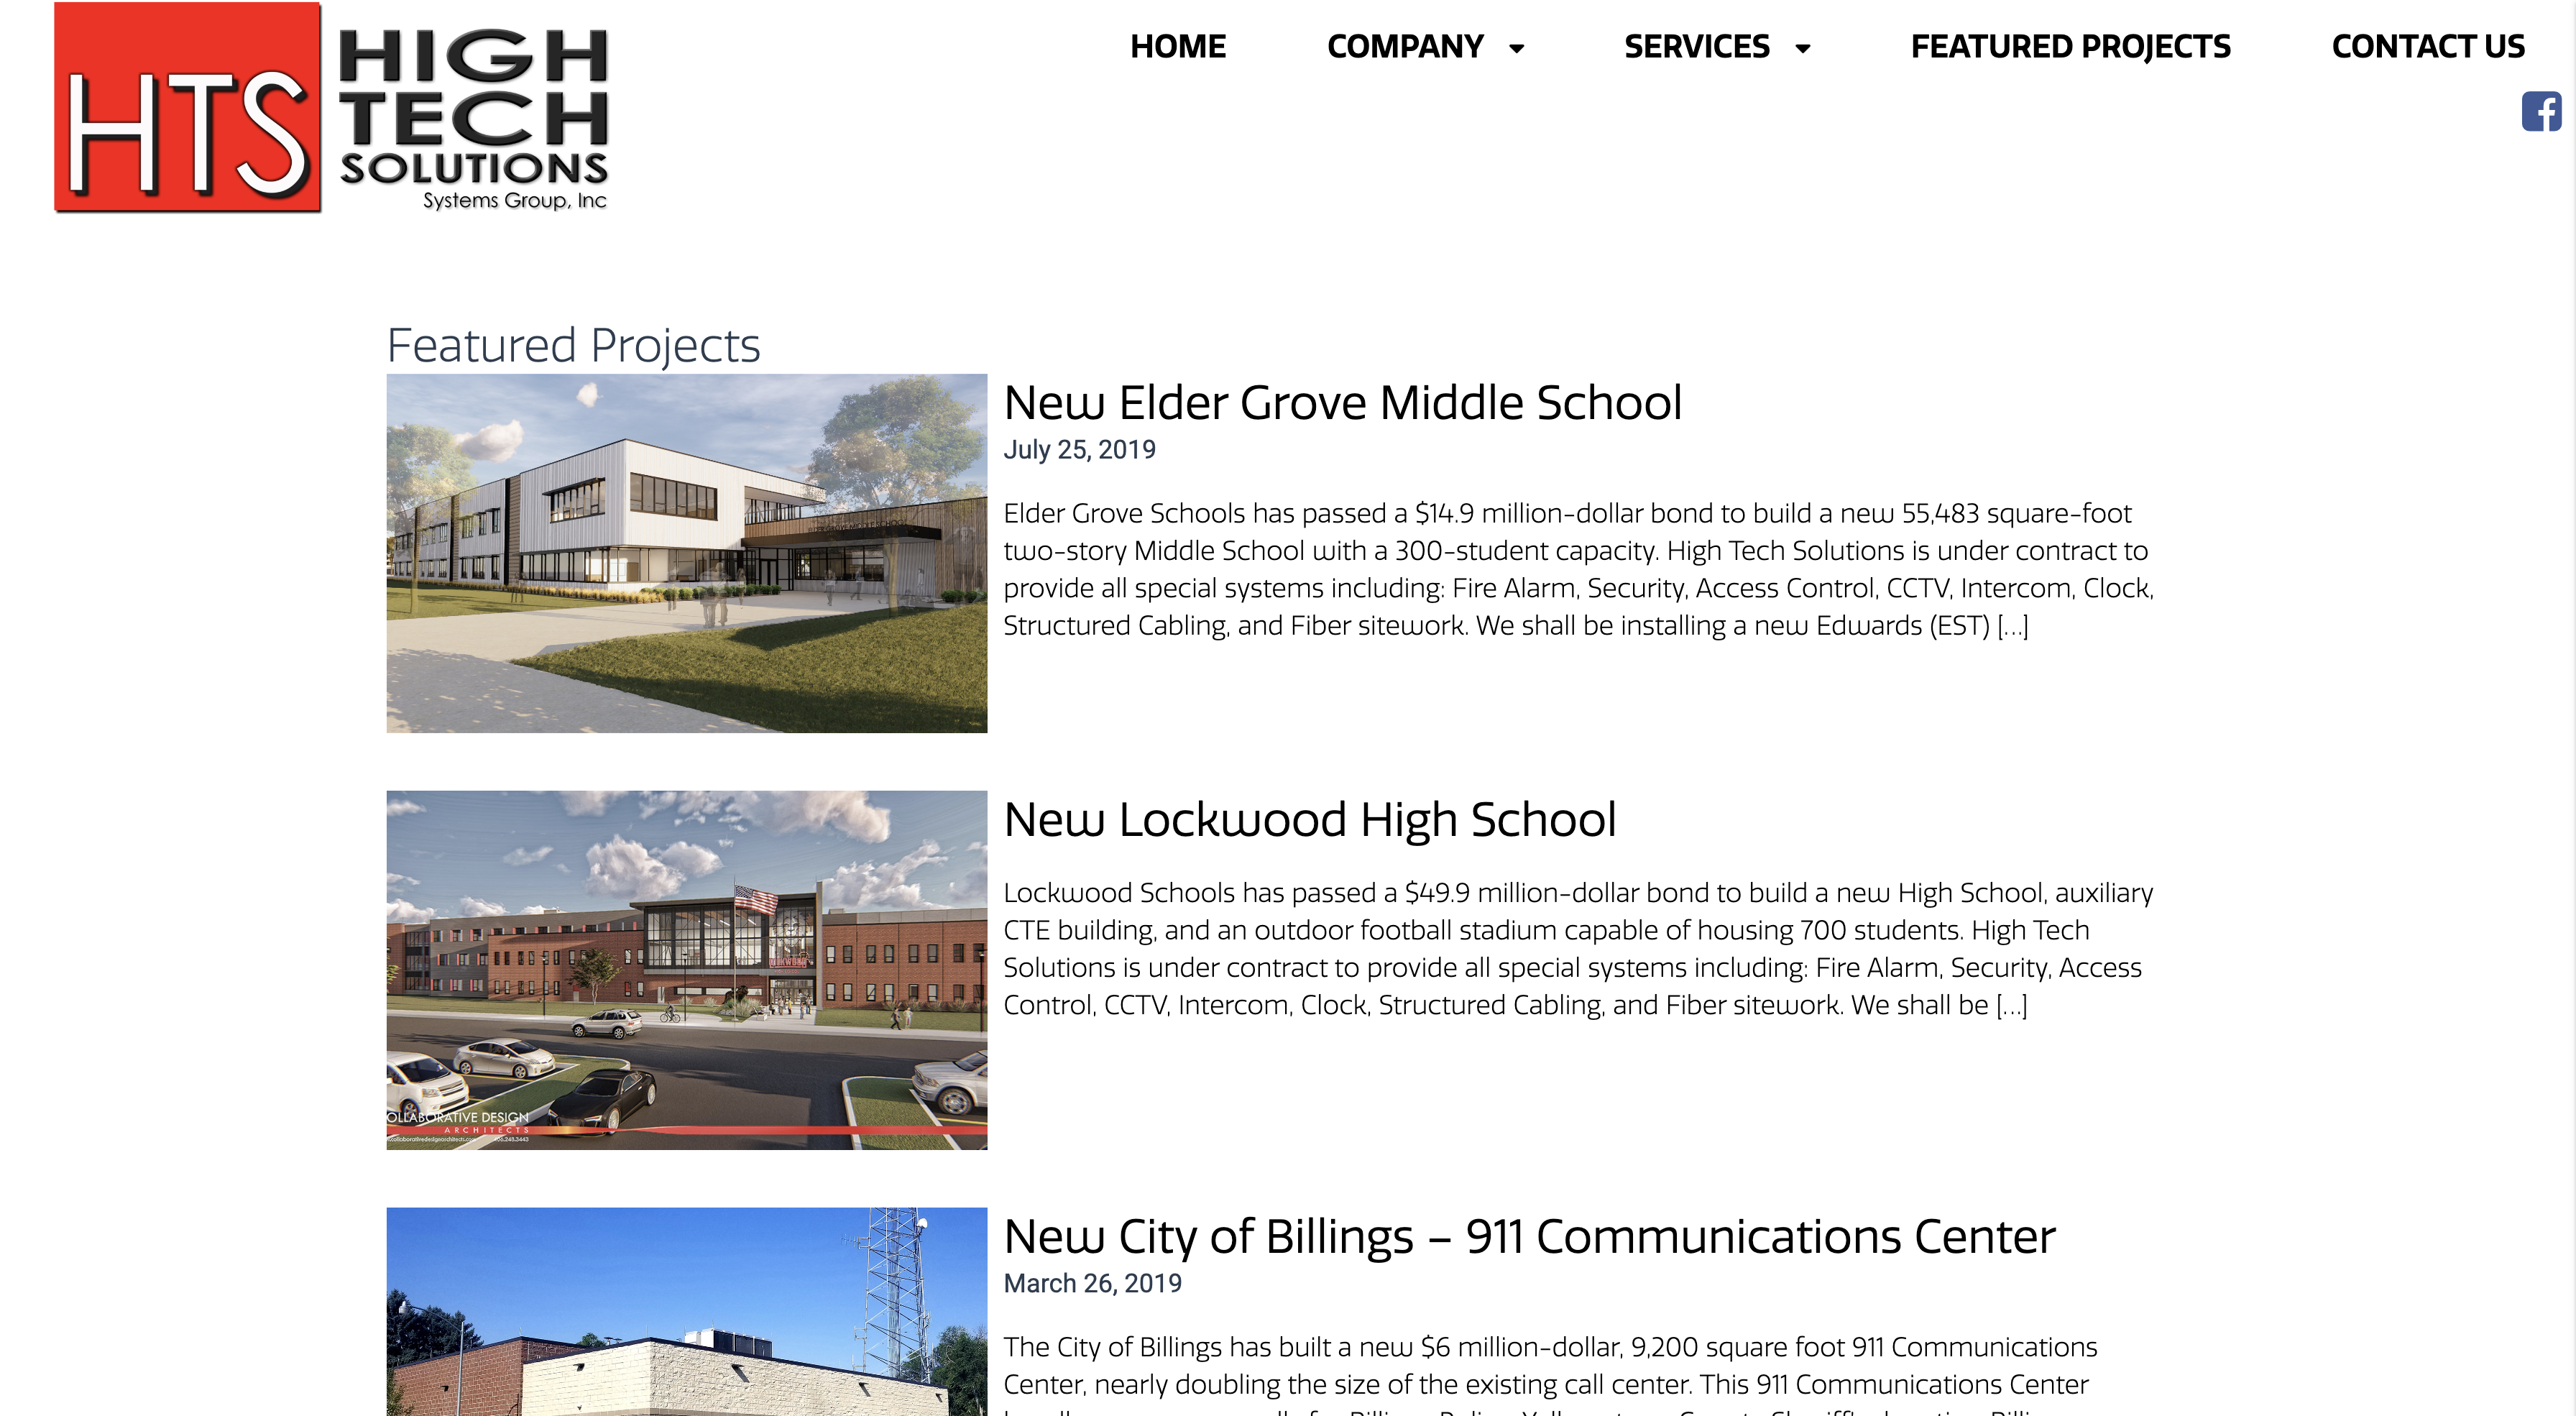 HTS
HIGH
TECH
SOLUTIONS
Systems Group, Inc
HOME
COMPANY
SERVICES
FEATURED PROJECTS
CONTACT US
Featured Projects
New Elder Grove Middle School
July 25, 2019
Elder Grove Schools has passed a $14.9 million-dollar bond to build a new 55,483 square-foot
two-story Middle School with a 300-student capacity. High Tech Solutions is under contract to
provide all special systems including: Fire Alarm, Security, Access Control, CCTV, Intercom, Clock,
Structured Cabling, and Fiber sitework. We shall be installing a new Edwards (EST) [...]
OLLABORATIVE DESIGN
ARCHITECTS
New Lockwood High School
Lockwood Schools has passed a $49.9 million-dollar bond to build a new High School, auxiliary
CTE building, and an outdoor football stadium capable of housing 700 students. High Tech
Solutions is under contract to provide all special systems including: Fire Alarm, Security, Access
Control, CCTV, Intercom, Clock, Structured Cabling, and Fiber sitework. We shall be [...]
New City of Billings – 911 Communications Center
March 26, 2019
The City of Billings has built a new $6 million-dollar, 9,200 square foot 911 Communications
Center, nearly doubling the size of the existing call center. This 911 Communications Center